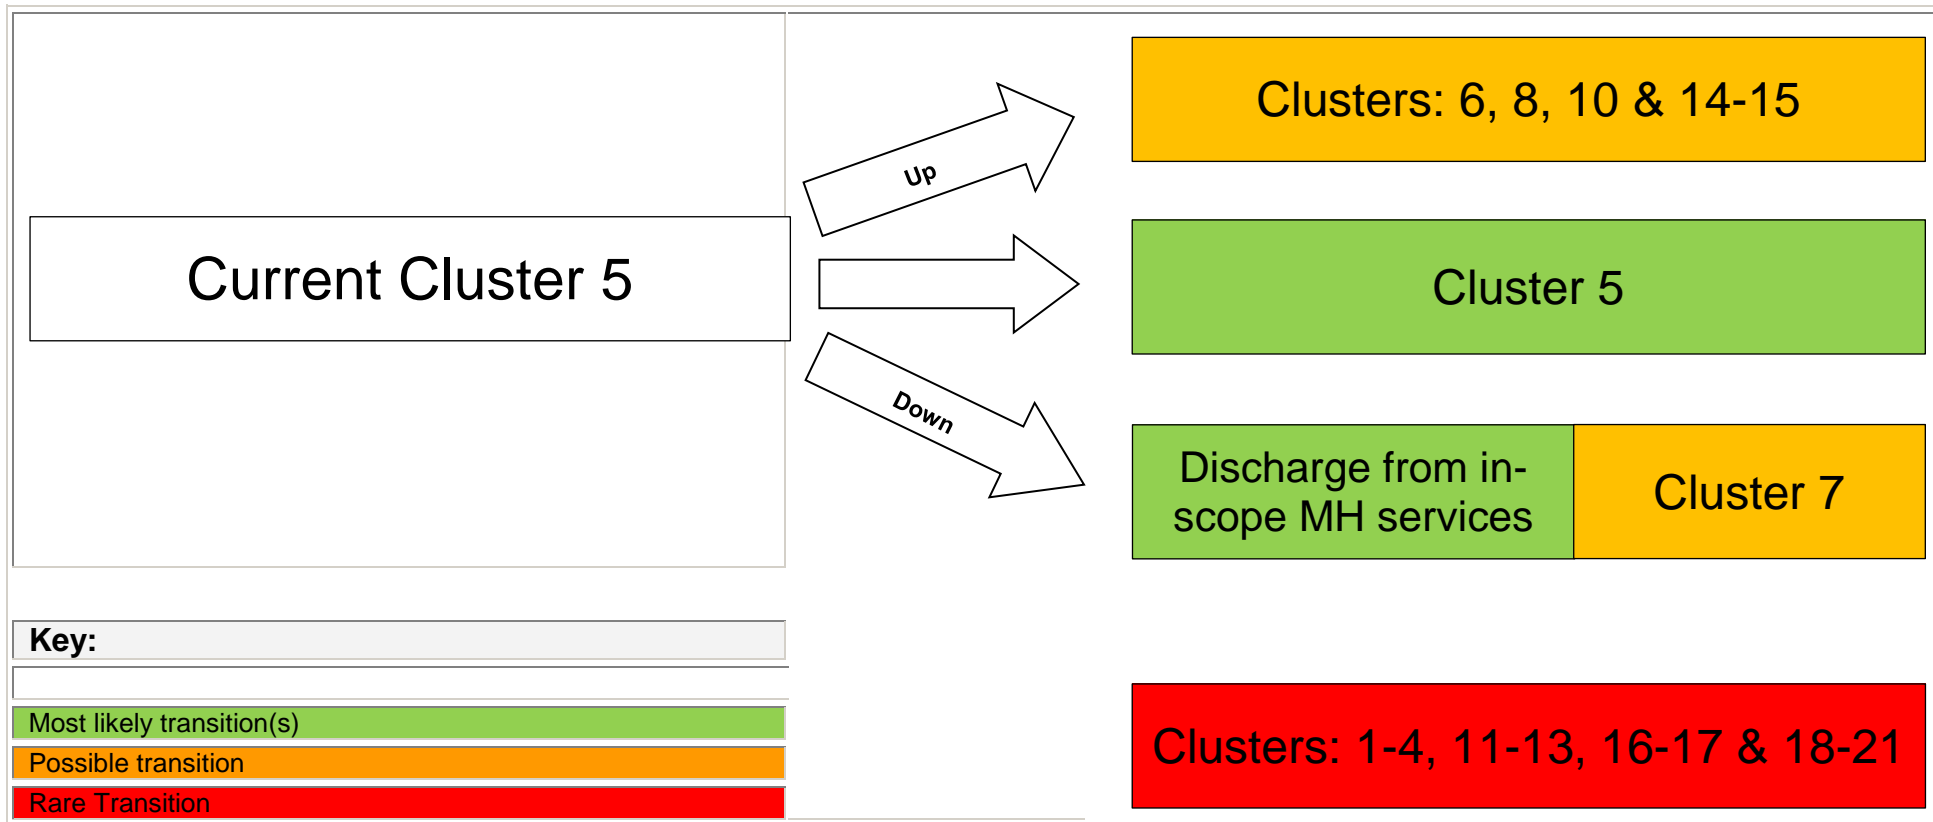 Current Cluster 5
Up
Down
Clusters: 6, 8, 10 & 14-15
Cluster 5
Discharge from in-
scope MH services
Cluster 7
Key:
Most likely transition(s)
Possible transition
Rare Transition
Clusters: 1-4, 11-13, 16-17 & 18-21